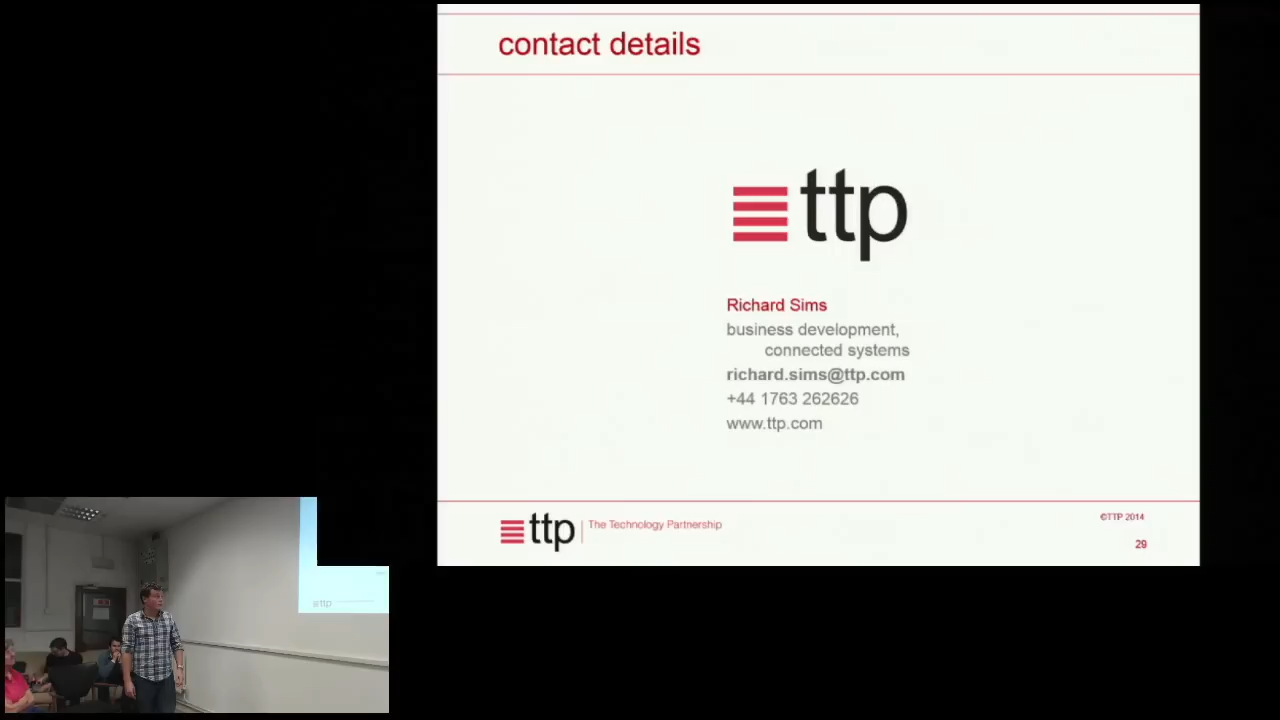 contact details
ttp
Richard Sims
business development,
connected systems
richard.sims@ttp.com
+44 1763 262626
www.ttp.com
ttp
The Technology Partnership
©TTP 2014
29
ttp